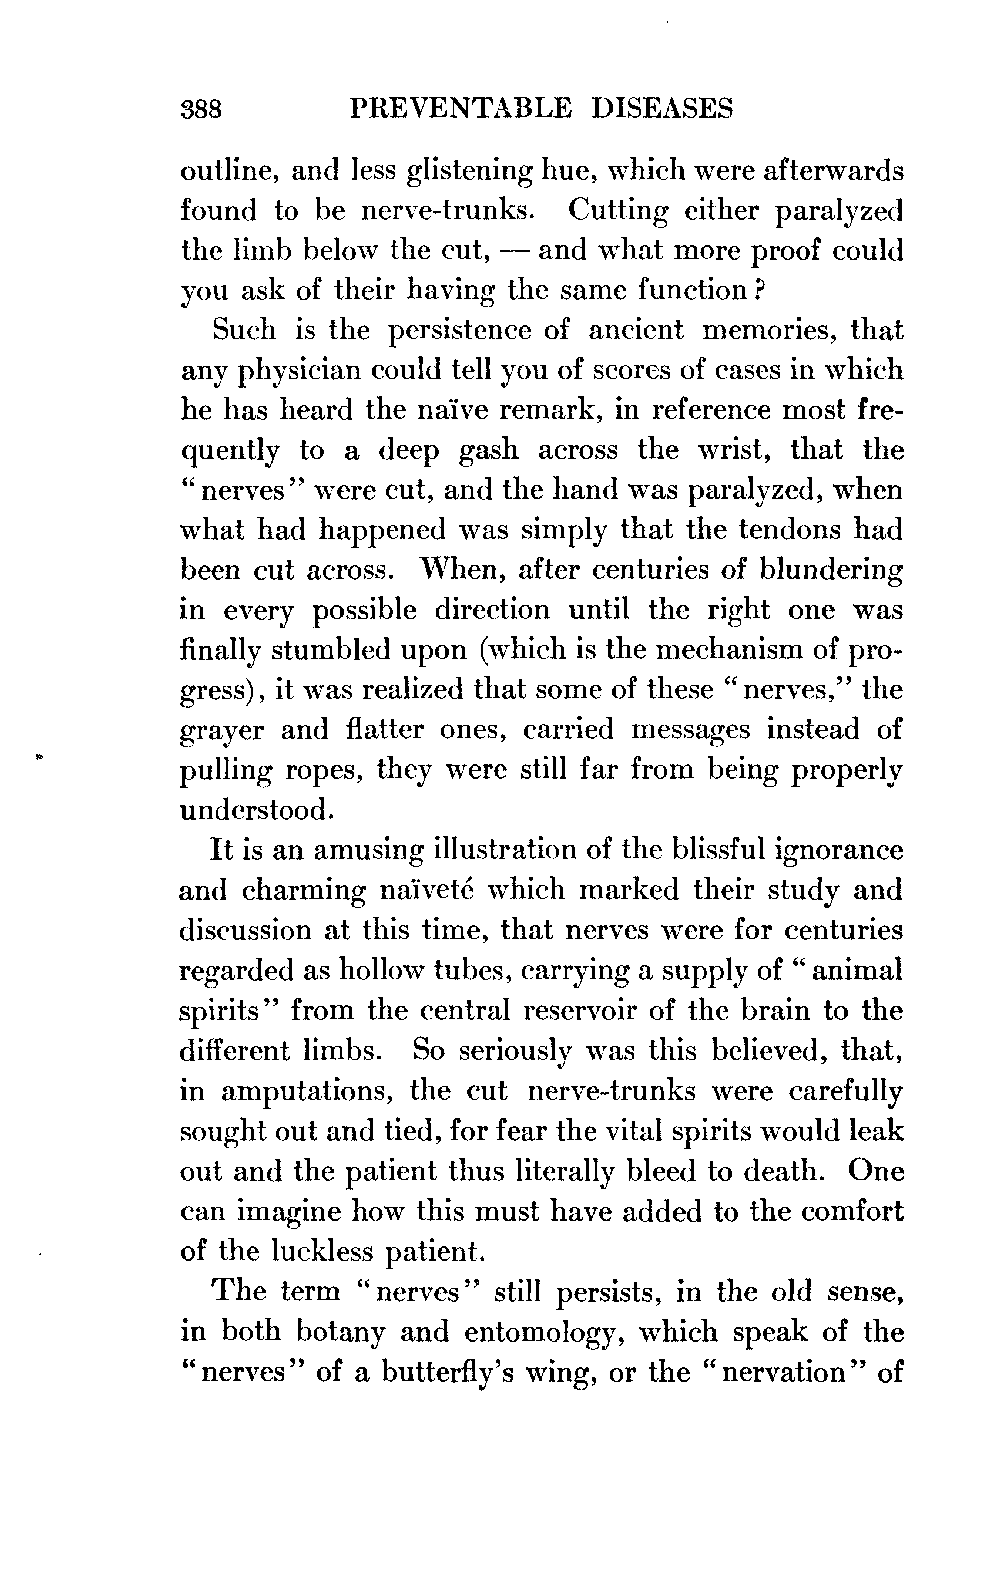 388 PREVENTABLE DISEASES
outline, and less glistening hue, which were afterwards
found to be nerve-trunks. Cutting either paralyzed
the limb below the cut, — and what more proof could
you ask of their having the same function?
Such is the persistence of ancient memories, that
any physician could tell you of scores of cases in which
he has heard the naïve remark, in reference most fre-
quently to a deep gash across the wrist, that the
“nerves” were cut, and the hand was paralyzed, when
what had happened was simply that the tendons had
been cut across. When, after centuries of blundering
in every possible direction until the right one was
finally stumbled upon (which is the mechanism of pro-
gress), it was realized that some of these “nerves,” the
grayer and flatter ones, carried messages instead of
pulling ropes, they were still far from being properly
understood.
It is an amusing illustration of the blissful ignorance
and charming naïveté which marked their study and
discussion at this time, that nerves were for centuries
regarded as hollow tubes, carrying a supply of “animal
spirits” from the central reservoir of the brain to the
different limbs. So seriously was this believed, that,
in amputations, the cut nerve-trunks were carefully
sought out and tied, for fear the vital spirits would leak
out and the patient thus literally bleed to death. One
can imagine how this must have added to the comfort
of the luckless patient.
The term “nerves” still persists, in the old sense,
in both botany and entomology, which speak of the
“nerves” of a butterfly’s wing, or the “nervation” of